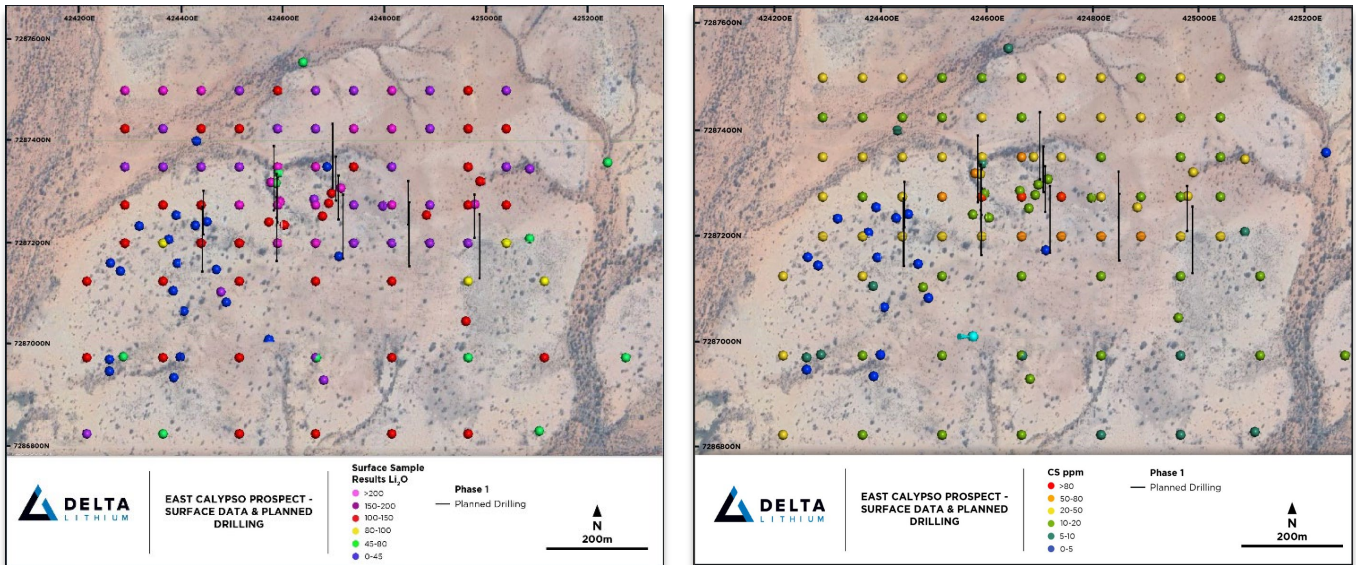 424200E 424400E 424600E 424800E 425000E 425200E
7287600N
7287400N
7287200N
7287000N
7286800N
DELTA
LITHIUM
EAST CALYPSO PROSPECT -
SURFACE DATA & PLANNED
DRILLING
Surface Sample
Results Li₂O
>200
150-200
100-150
80-100
45-80
0-45
Phase 1
Planned Drilling
N
200m
424200E 424400E 424600E 424800E 425000E 425200E
7287600N
7287400N
7287200N
7287000N
7286800N
DELTA
LITHIUM
EAST CALYPSO PROSPECT -
SURFACE DATA & PLANNED
DRILLING
CS ppm
>80
50-80
20-50
10-20
5-10
0-5
Phase 1
Planned Drilling
N
200m